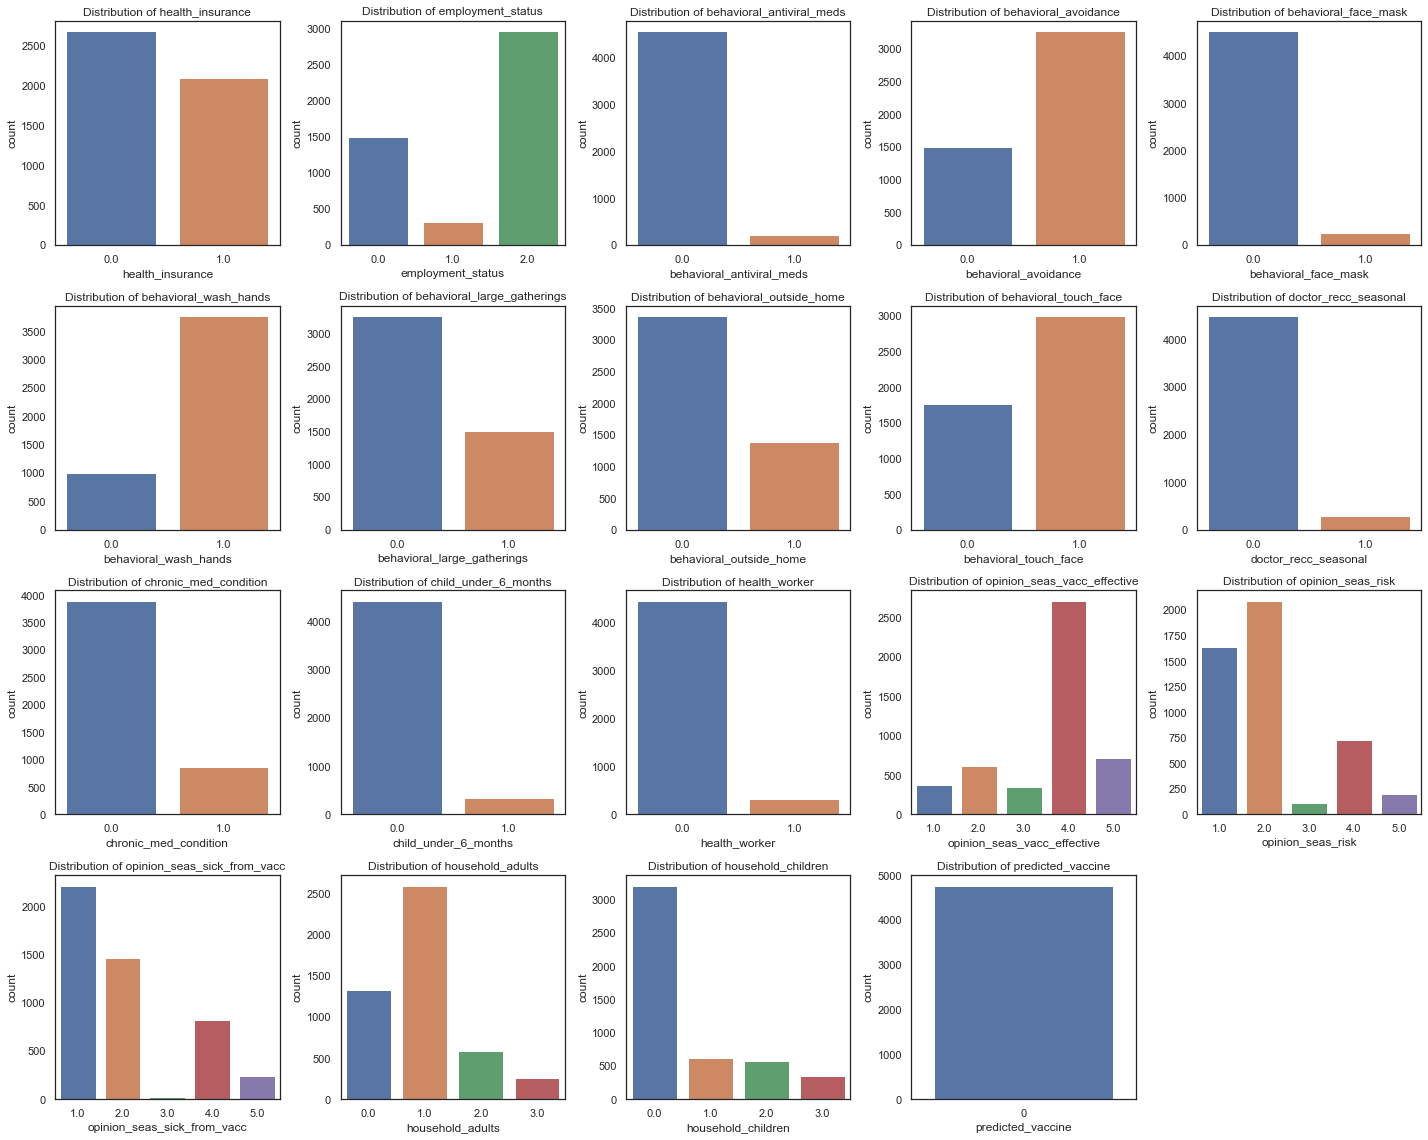 Distribution of health_insurance
count
2500
2000
1500
1000
500
0
0.0 1.0
health_insurance
Distribution of employment_status
count
3000
2500
2000
1500
1000
500
0
0.0 1.0 2.0
employment_status
Distribution of behavioral_antiviral_meds
count
4000
3000
2000
1000
0
0.0 1.0
behavioral_antiviral_meds
Distribution of behavioral_avoidance
count
3000
2500
2000
1500
1000
500
0
0.0 1.0
behavioral_avoidance
Distribution of behavioral_face_mask
count
4000
3000
2000
1000
0
0.0 1.0
behavioral_face_mask
Distribution of behavioral_wash_hands
count
3500
3000
2500
2000
1500
1000
500
0
0.0 1.0
behavioral_wash_hands
Distribution of behavioral_large_gatherings
count
3000
2500
2000
1500
1000
500
0
0.0 1.0
behavioral_large_gatherings
Distribution of behavioral_outside_home
count
3500
3000
2500
2000
1500
1000
500
0
0.0 1.0
behavioral_outside_home
Distribution of behavioral_touch_face
count
3000
2500
2000
1500
1000
500
0
0.0 1.0
behavioral_touch_face
Distribution of doctor_recc_seasonal
count
4000
3000
2000
1000
0
0.0 1.0
doctor_recc_seasonal
Distribution of chronic_med_condition
count
4000
3500
3000
2500
2000
1500
1000
500
0
0.0 1.0
chronic_med_condition
Distribution of child_under_6_months
count
4000
3000
2000
1000
0
0.0 1.0
child_under_6_months
Distribution of health_worker
count
4000
3000
2000
1000
0
0.0 1.0
health_worker
Distribution of opinion_seas_vacc_effective
count
2500
2000
1500
1000
500
0
1.0 2.0 3.0 4.0 5.0
opinion_seas_vacc_effective
Distribution of opinion_seas_risk
count
2000
1750
1500
1250
1000
750
500
250
0
1.0 2.0 3.0 4.0 5.0
opinion_seas_risk
Distribution of opinion_seas_sick_from_vacc
count
2000
1500
1000
500
0
1.0 2.0 3.0 4.0 5.0
opinion_seas_sick_from_vacc
Distribution of household_adults
count
2500
2000
1500
1000
500
0
0.0 1.0 2.0 3.0
household_adults
Distribution of household_children
count
3000
2500
2000
1500
1000
500
0
0.0 1.0 2.0 3.0
household_children
Distribution of predicted_vaccine
count
5000
4000
3000
2000
1000
0
0
predicted_vaccine